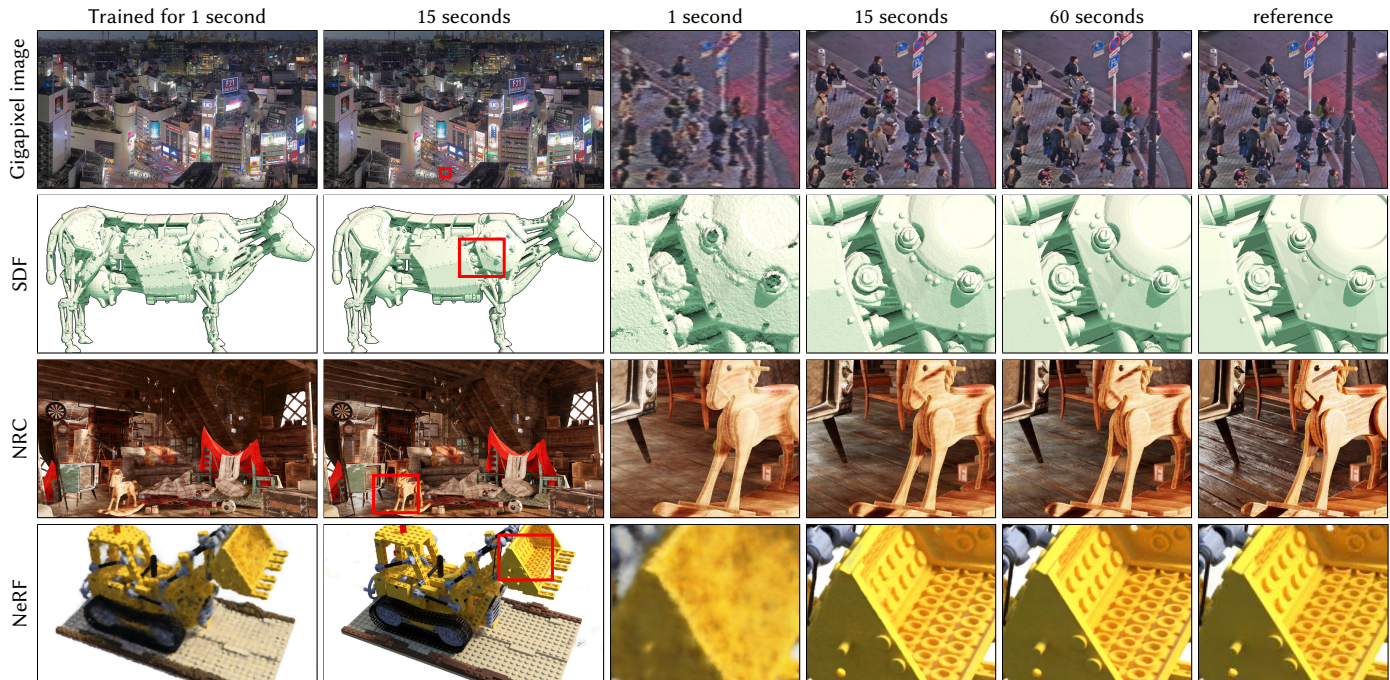 Trained for 1 second
15 seconds
1 second
15 seconds
60 seconds
reference
Gigapixel image
SDF
NRC
NeRF